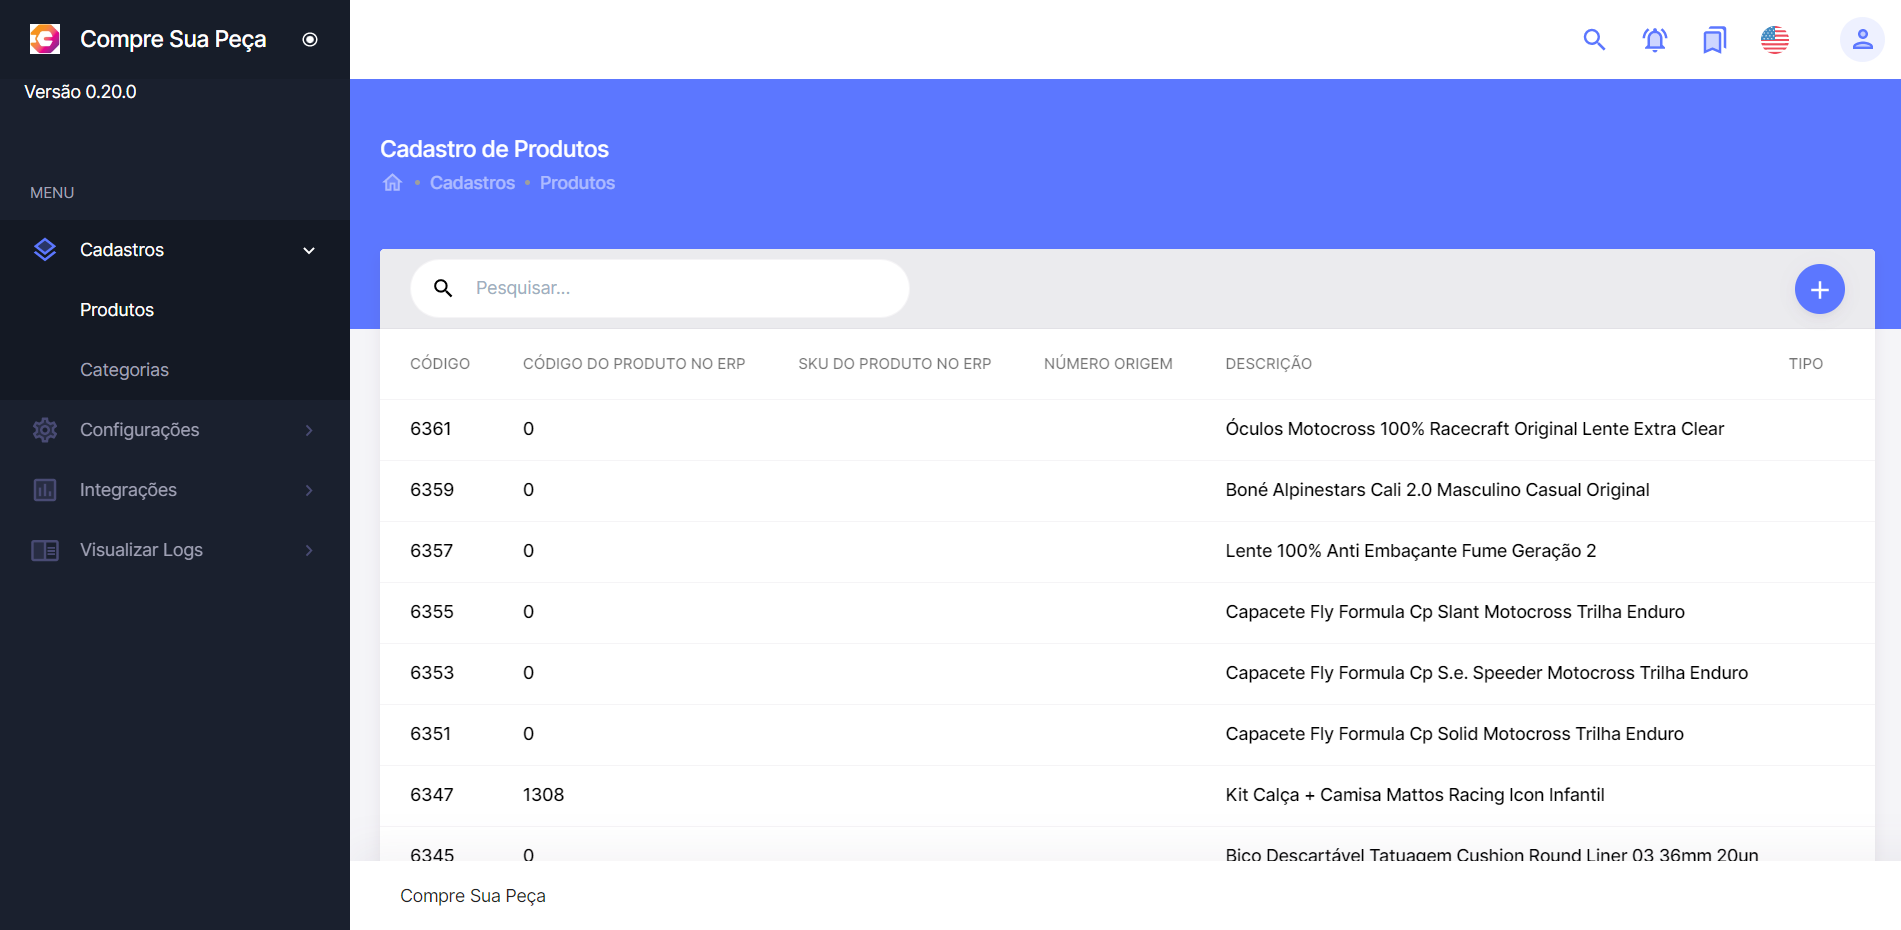 Compre Sua Peça
Versão 0.20.0
MENU
Cadastros
Produtos
Categorias
Configurações
Integrações
Visualizar Logs
Cadastro de Produtos
Cadastros • Produtos
Pesquisar...
CÓDIGO CÓDIGO DO PRODUTO NO ERP SKU DO PRODUTO NO ERP NÚMERO ORIGEM DESCRIÇÃO TIPO
6361 0 Óculos Motocross 100% Racecraft Original Lente Extra Clear
6359 0 Boné Alpinestars Cali 2.0 Masculino Casual Original
6357 0 Lente 100% Anti Embaçante Fume Geração 2
6355 0 Capacete Fly Formula Cp Slant Motocross Trilha Enduro
6353 0 Capacete Fly Formula Cp S.e. Speeder Motocross Trilha Enduro
6351 0 Capacete Fly Formula Cp Solid Motocross Trilha Enduro
6347 1308 Kit Calça + Camisa Mattos Racing Icon Infantil
6345 0 Bico Descartável Tatuagem Cushion Round Liner 03 36mm 20un
Compre Sua Peça